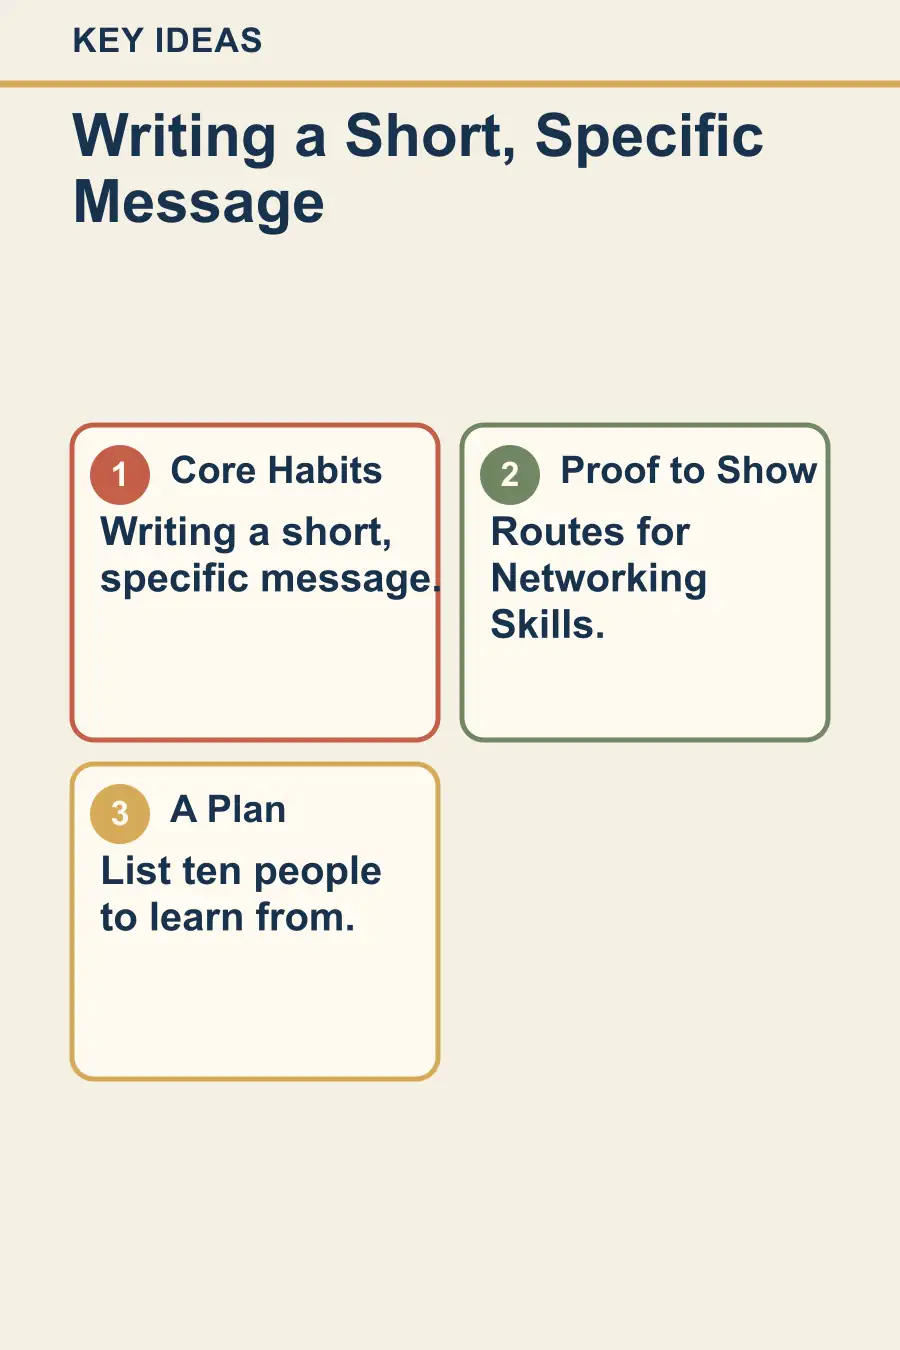 KEY IDEAS
Writing a Short, Specific
Message
1 Core Habits
Writing a short,
specific message.
2 Proof to Show
Routes for
Networking
Skills.
3 A Plan
List ten people
to learn from.